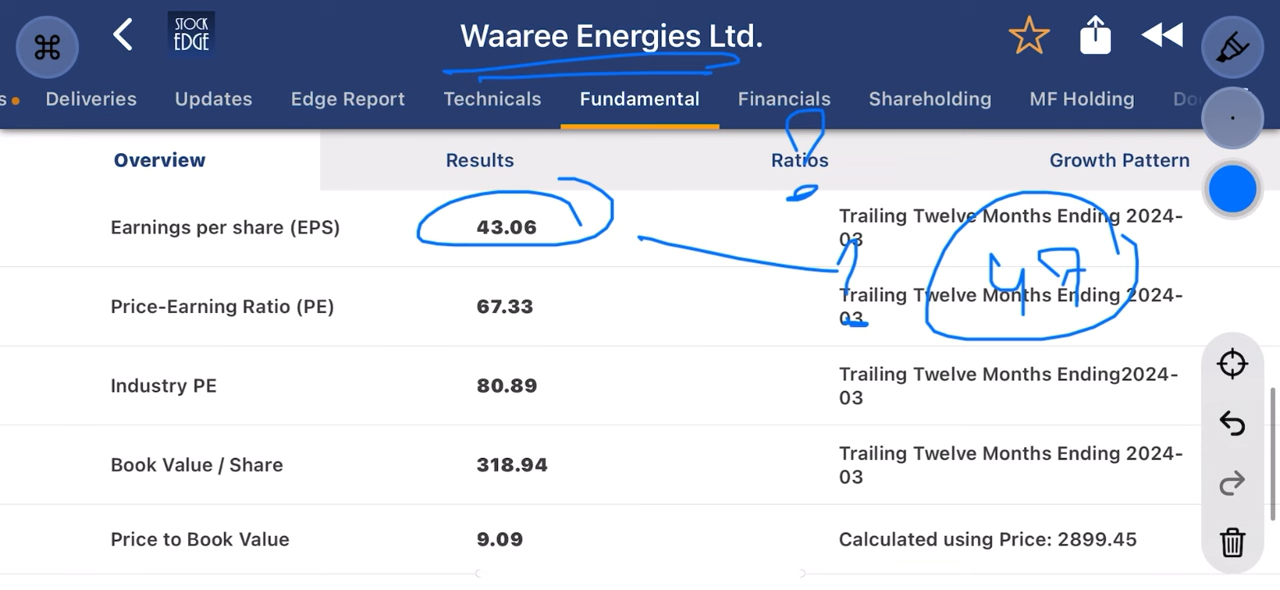 STOCK
EDGE
Waaree Energies Ltd.
s Deliveries Updates Edge Report Technicals Fundamental Financials Shareholding MF Holding
Overview Results Ratios Growth Pattern
Earnings per share (EPS) 43.06 Trailing Twelve Months Ending 2024-
03
47
Price-Earning Ratio (PE) 67.33 Trailing Twelve Months Ending 2024-
03
Industry PE 80.89 Trailing Twelve Months Ending2024-
03
Book Value / Share 318.94 Trailing Twelve Months Ending 2024-
03
Price to Book Value 9.09 Calculated using Price: 2899.45